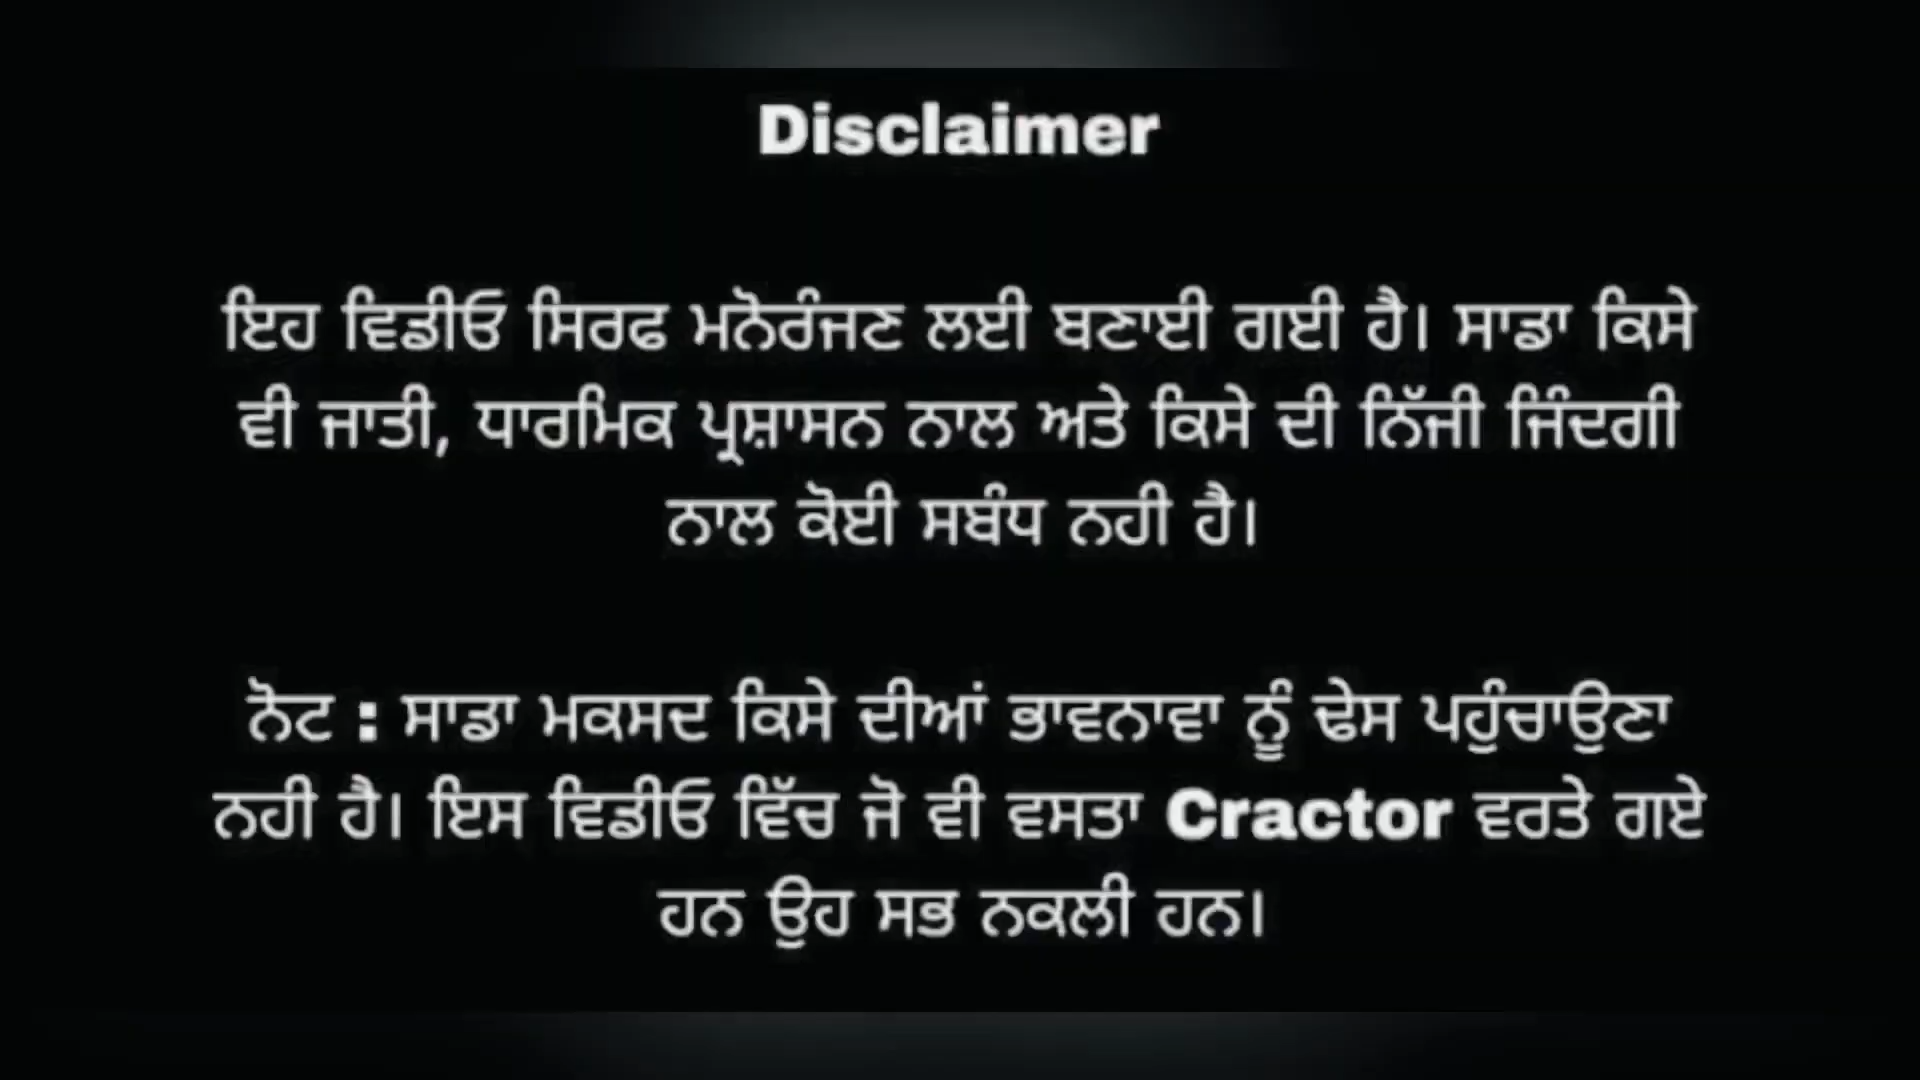 Disclaimer
ਇਹ ਵਿਡੀਓ ਸਿਰਫ ਮਨੋਰੰਜਣ ਲਈ ਬਣਾਈ ਗਈ ਹੈ। ਸਾਡਾ ਕਿਸੇ
ਵੀ ਜਾਤੀ, ਧਾਰਮਿਕ ਪ੍ਰਸ਼ਾਸਨ ਨਾਲ ਅਤੇ ਕਿਸੇ ਦੀ ਨਿੱਜੀ ਜਿੰਦਗੀ
ਨਾਲ ਕੋਈ ਸਬੰਧ ਨਹੀ ਹੈ।
ਨੋਟ : ਸਾਡਾ ਮਕਸਦ ਕਿਸੇ ਦੀਆਂ ਭਾਵਨਾਵਾ ਨੂੰ ਢੇਸ ਪਹੁੰਚਾਉਣਾ
ਨਹੀ ਹੈ। ਇਸ ਵਿਡੀਓ ਵਿੱਚ ਜੋ ਵੀ ਵਸਤਾ Cractor ਵਰਤੇ ਗਏ
ਹਨ ਉਹ ਸਭ ਨਕਲੀ ਹਨ।